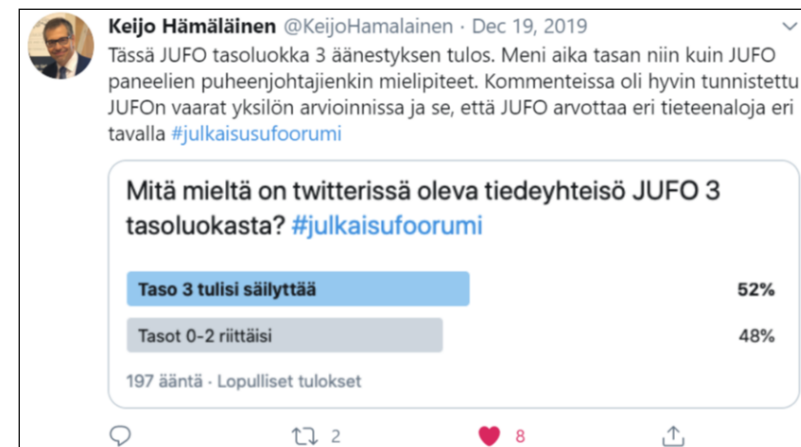 Keijo Hämäläinen @KeijoHamalainen · Dec 19, 2019
Tässä JUFO tasoluokka 3 äänestyksen tulos. Meni aika tasan niin kuin JUFO
paneelien puheenjohtajienkin mielipiteet. Kommenteissa oli hyvin tunnistettu
JUFOn vaarat yksilön arvioinnissa ja se, että JUFO arvottaa eri tieteenaloja eri
tavalla #julkaisusufoorumi
Mitä mieltä on twitterissä oleva tiedeyhteisö JUFO 3
tasoluokasta? #julkaisufoorumi
Taso 3 tulisi säilyttää 52%
Tasot 0-2 riittäisi 48%
197 ääntä · Lopulliset tulokset
2 8